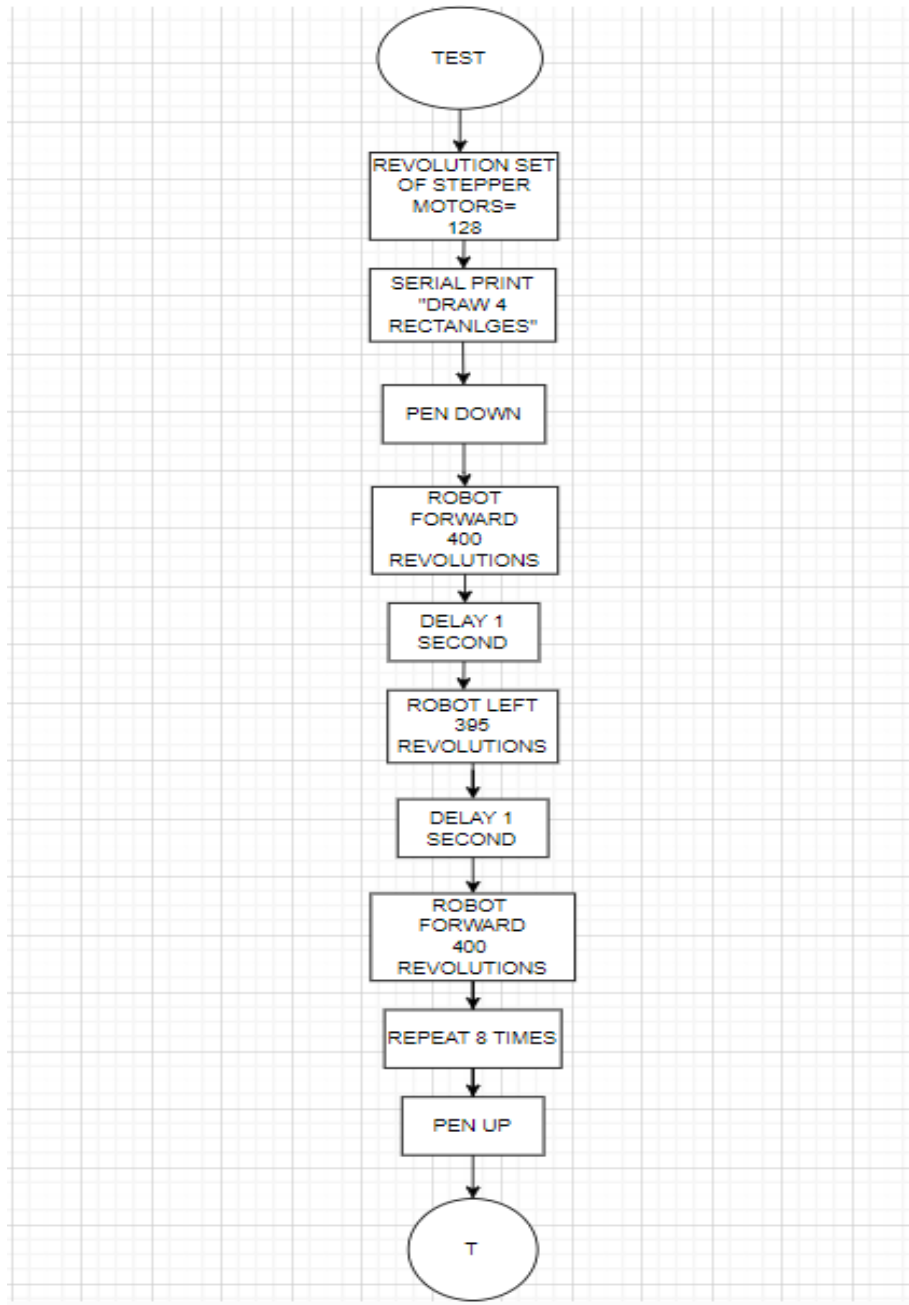 TEST
REVOLUTION SET
OF STEPPER
MOTORS=
128
SERIAL PRINT
"DRAW 4
RECTANLGES"
PEN DOWN
ROBOT
FORWARD
400
REVOLUTIONS
DELAY 1
SECOND
ROBOT LEFT
395
REVOLUTIONS
DELAY 1
SECOND
ROBOT
FORWARD
400
REVOLUTIONS
REPEAT 8 TIMES
PEN UP
T